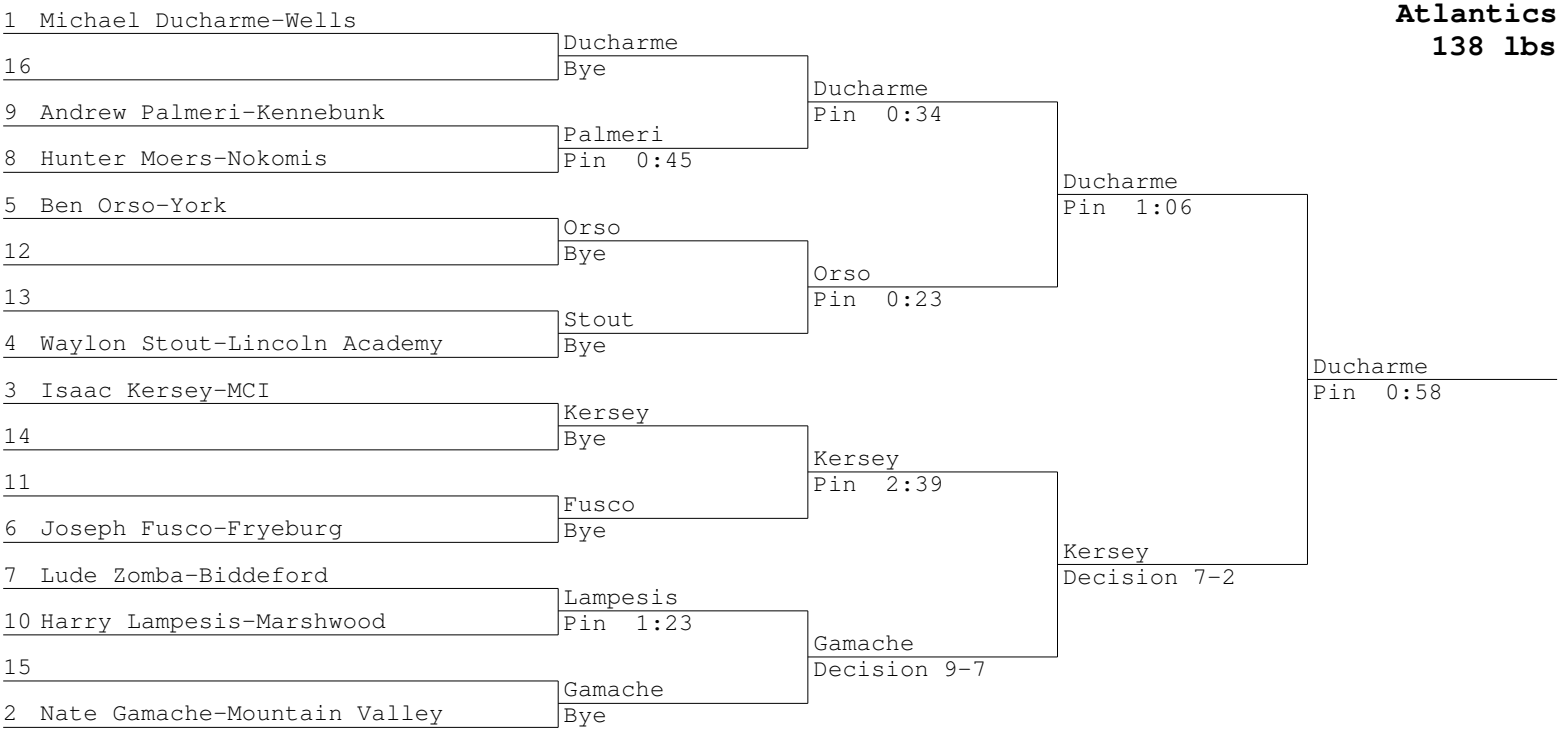 Atlantics
138 lbs
1 Michael Ducharme-Wells
16
9 Andrew Palmeri-Kennebunk
8 Hunter Moers-Nokomis
5 Ben Orso-York
12
13
4 Waylon Stout-Lincoln Academy
3 Isaac Kersey-MCI
14
11
6 Joseph Fusco-Fryeburg
7 Lude Zomba-Biddeford
10 Harry Lampesis-Marshwood
15
2 Nate Gamache-Mountain Valley
Ducharme
Bye
Palmeri
Pin 0:45
Orso
Bye
Stout
Bye
Kersey
Bye
Fusco
Bye
Lampesis
Pin 1:23
Gamache
Bye
Ducharme
Pin 0:34
Orso
Pin 0:23
Kersey
Pin 2:39
Gamache
Decision 9-7
Ducharme
Pin 1:06
Kersey
Decision 7-2
Ducharme
Pin 0:58